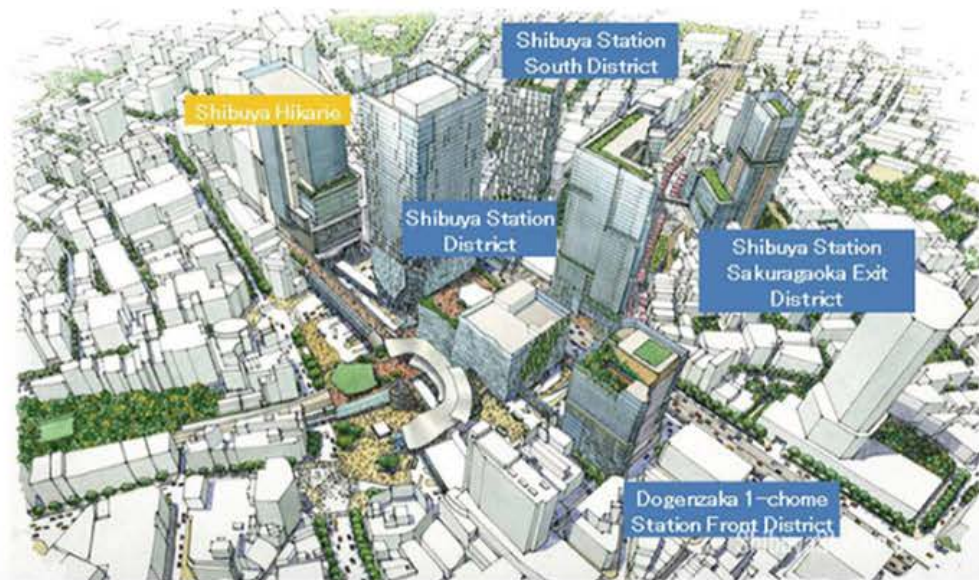 Shibuya Station
South District
Shibuya Hikarie
Shibuya Station
District
Shibuya Station
Sakuragaoka Exit
District
Dogenzaka 1-chome
Station Front District